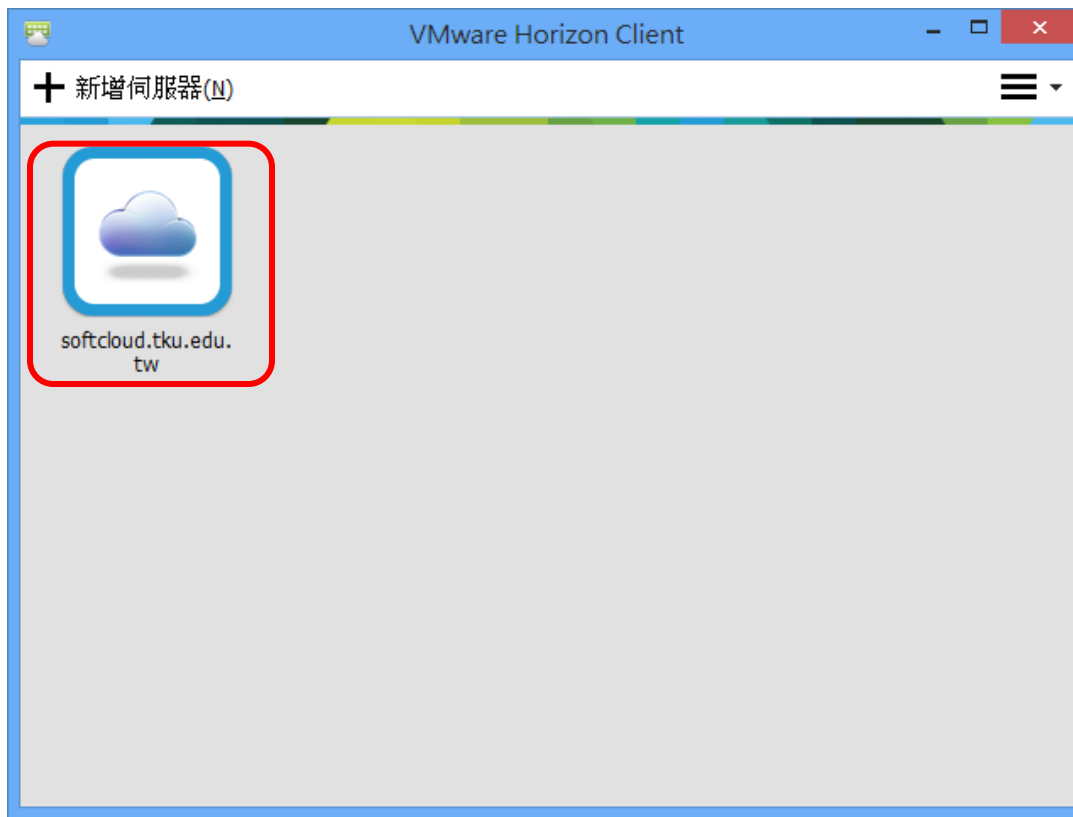 VMware Horizon Client
新增伺服器(N)
softcloud.tku.edu.
tw